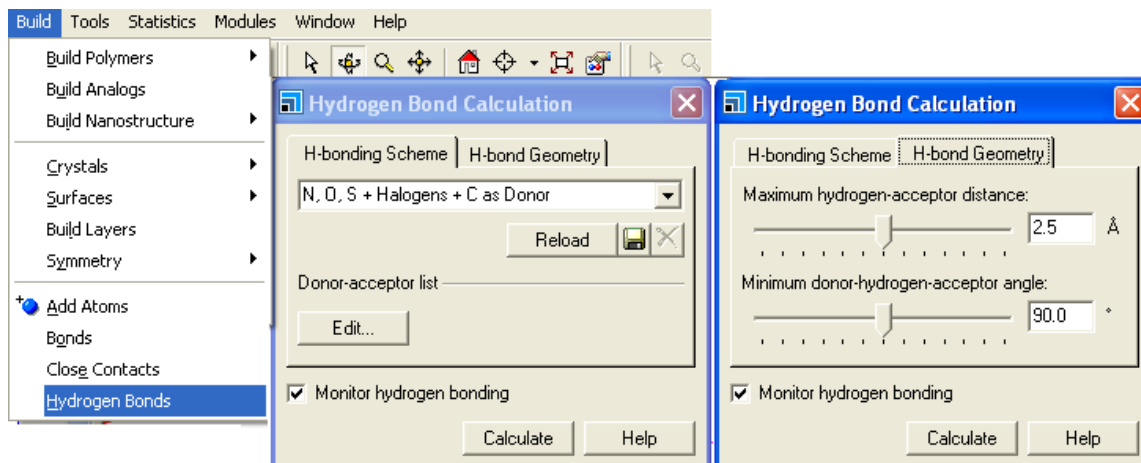 Build Tools Statistics Modules Window Help
Build Polymers
Build Analogs
Build Nanostructure
Crystals
Surfaces
Build Layers
Symmetry
Add Atoms
Bonds
Close Contacts
Hydrogen Bonds
Hydrogen Bond Calculation
H-bonding Scheme H-bond Geometry
N, O, S + Halogens + C as Donor
Reload
Donor-acceptor list
Edit...
Monitor hydrogen bonding
Calculate Help
Hydrogen Bond Calculation
H-bonding Scheme H-bond Geometry
Maximum hydrogen-acceptor distance:
2.5 Å
Minimum donor-hydrogen-acceptor angle:
90.0 °
Monitor hydrogen bonding
Calculate Help